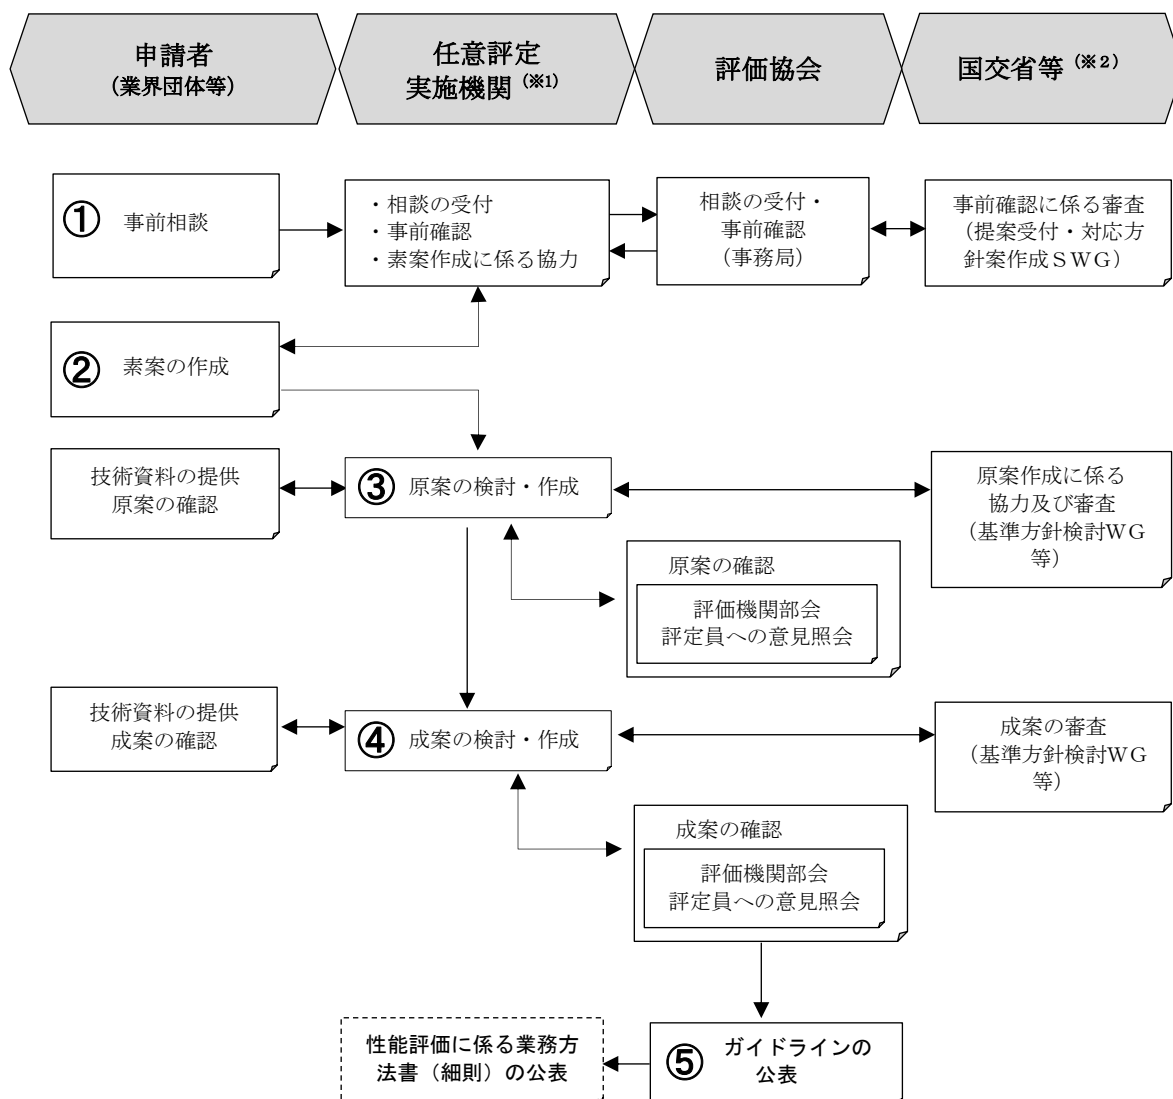 申請者
(業界団体等)
任意評定
実施機関 (※1)
評価協会
国交省等 (※2)
① 事前相談
・相談の受付
・事前確認
・素案作成に係る協力
相談の受付・
事前確認
(事務局)
事前確認に係る審査
(提案受付・対応方
針案作成SWG)
② 素案の作成
技術資料の提供
原案の確認
③ 原案の検討・作成
原案作成に係る
協力及び審査
(基準方針検討WG
等)
原案の確認
評価機関部会
評定員への意見照会
技術資料の提供
成案の確認
④ 成案の検討・作成
成案の審査
(基準方針検討WG
等)
成案の確認
評価機関部会
評定員への意見照会
性能評価に係る業務方
法書(細則)の公表
⑤ ガイドラインの
公表